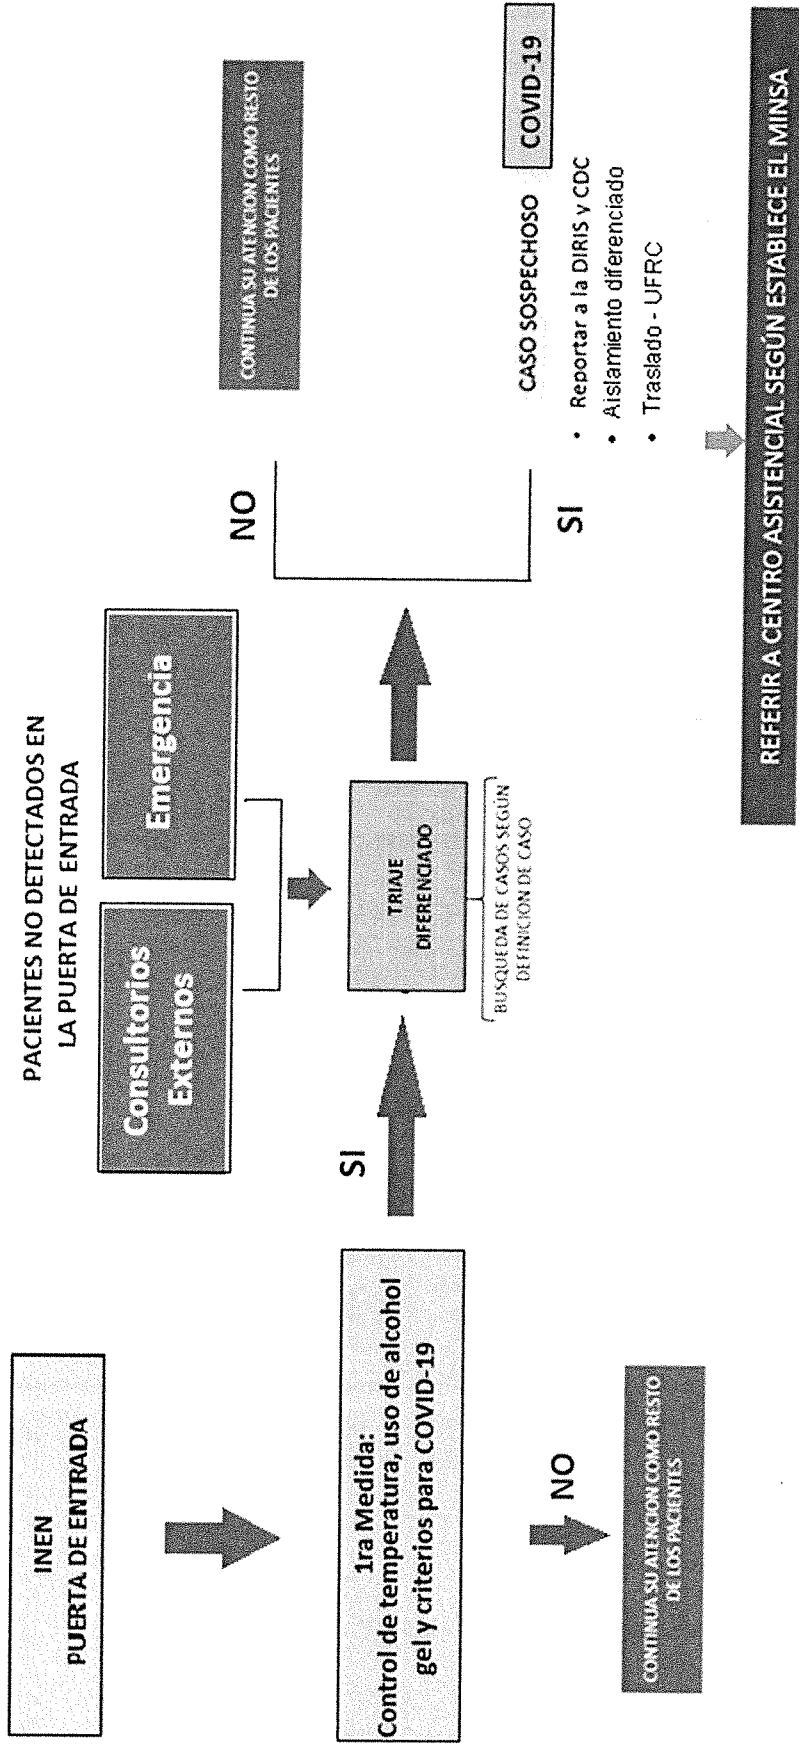 INEN
PUERTA DE ENTRADA
1ra Medida:
Control de temperatura, uso de alcohol
gel y criterios para COVID-19
NO
CONTINUA SU ATENCION COMO RESTO
DE LOS PACIENTES
SI
PACIENTES NO DETECTADOS EN
LA PUERTA DE ENTRADA
Consultorios
Externos
Emergencia
TRIAJE
DIFERENCIADO
BUSQUEDA DE CASOS SEGÚN
DEFINICION DE CASO
NO
CONTINUA SU ATENCION COMO RESTO
DE LOS PACIENTES
SI
CASO SOSPECHOSO
COVID-19
• Reportar a la DIRIS y CDC
• Aislamiento diferenciado
• Traslado - UFRC
REFERIR A CENTRO ASISTENCIAL SEGÚN ESTABLECE EL MINSA